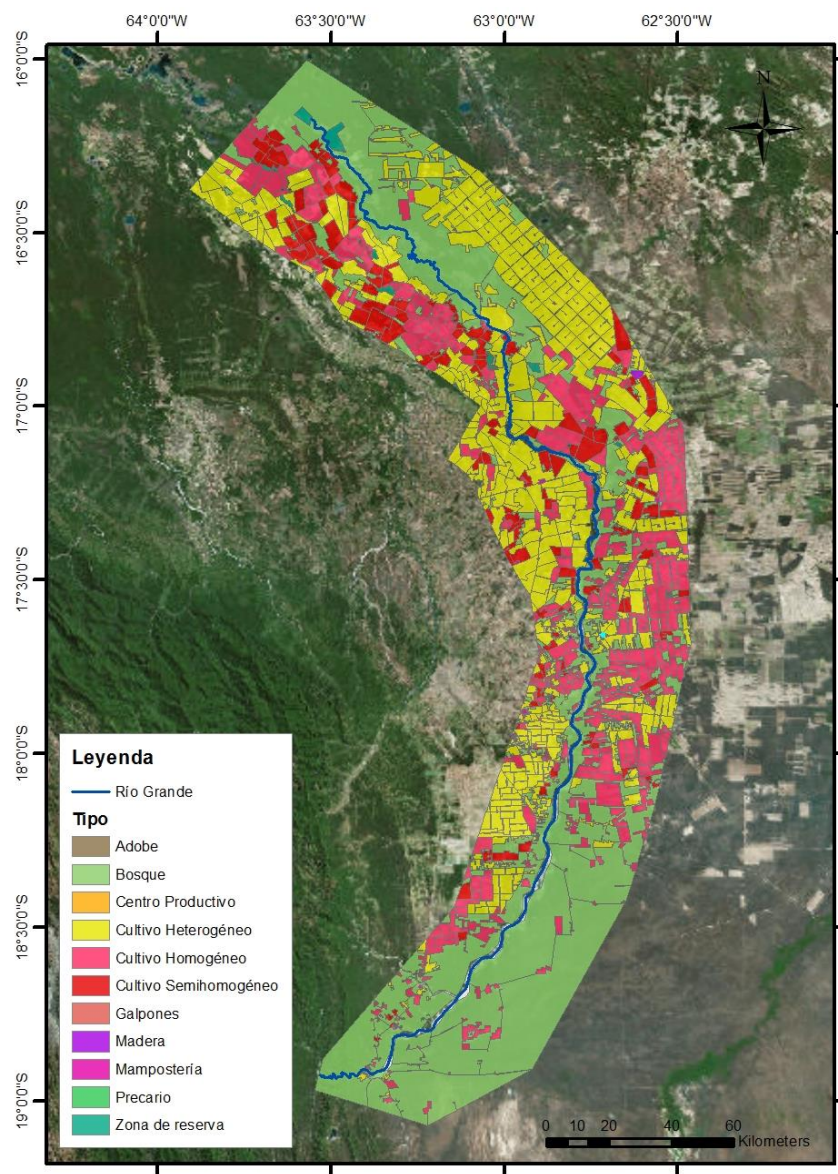 64°0'0"W 63°30'0"W 63°0'0"W 62°30'0"W
16°0'0"S
N
16°30'0"S
17°0'0"S
17°30'0"S
18°0'0"S
18°30'0"S
19°0'0"S
Leyenda
Río Grande
Tipo
Adobe
Bosque
Centro Productivo
Cultivo Heterogéneo
Cultivo Homogéneo
Cultivo Semihomogéneo
Galpones
Madera
Mampostería
Precario
Zona de reserva
0 10 20 40 60
Kilometers